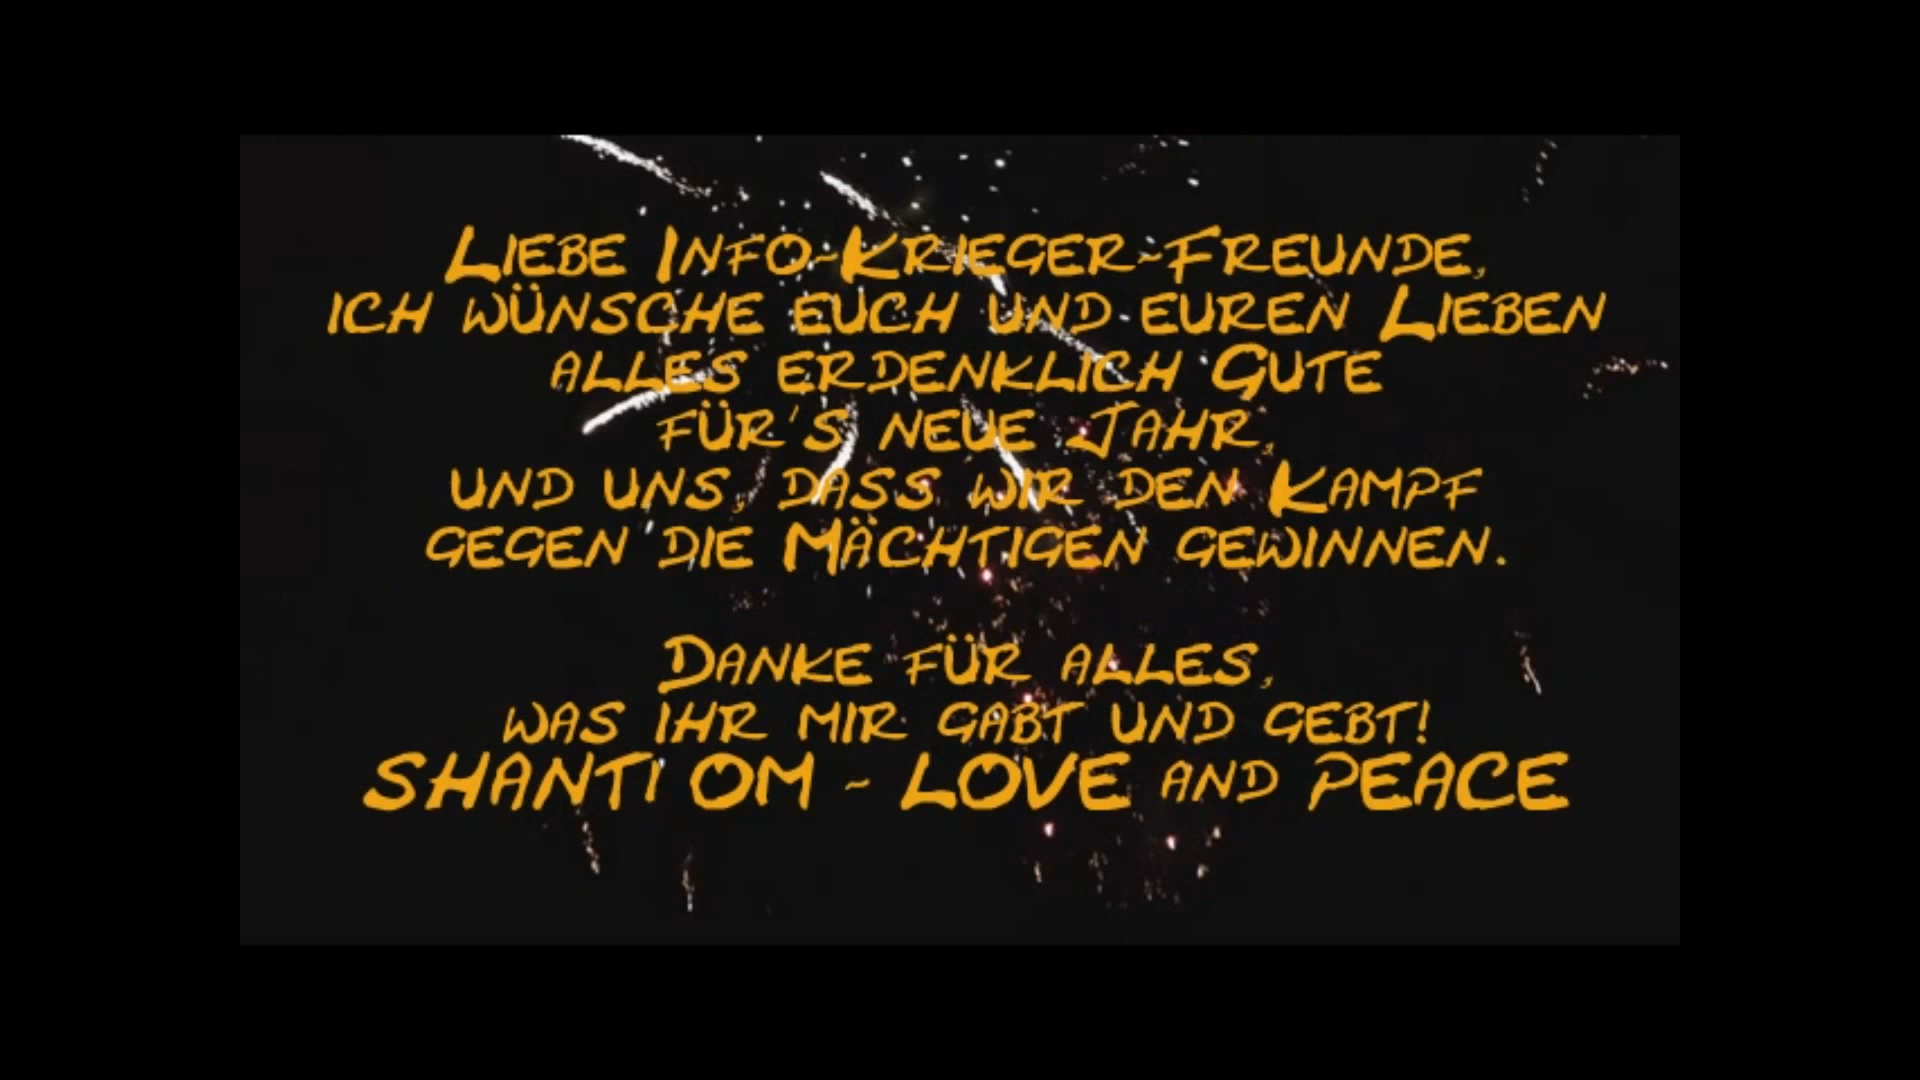 Liebe Info~Krieger~Freunde,
ich wünsche euch und euren Lieben
alles erdenklich Gute
für's neue Jahr,
und uns, dass wir den Kampf
gegen die Mächtigen gewinnen.
Danke für alles,
was ihr mir gabt und gebt!
SHANTI OM ~ LOVE and PEACE